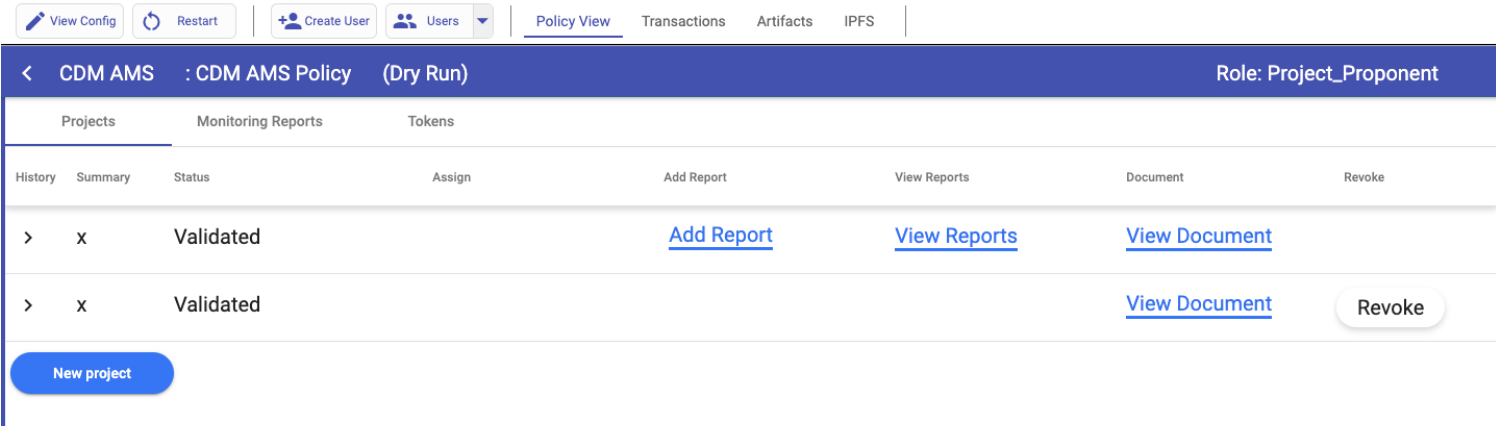 View Config Restart Create User Users Policy View Transactions Artifacts IPFS
CDM AMS : CDM AMS Policy (Dry Run) Role: Project_Proponent
Projects Monitoring Reports Tokens
History Summary Status Assign Add Report View Reports Document Revoke
x Validated Add Report View Reports View Document
x Validated View Document Revoke
New project